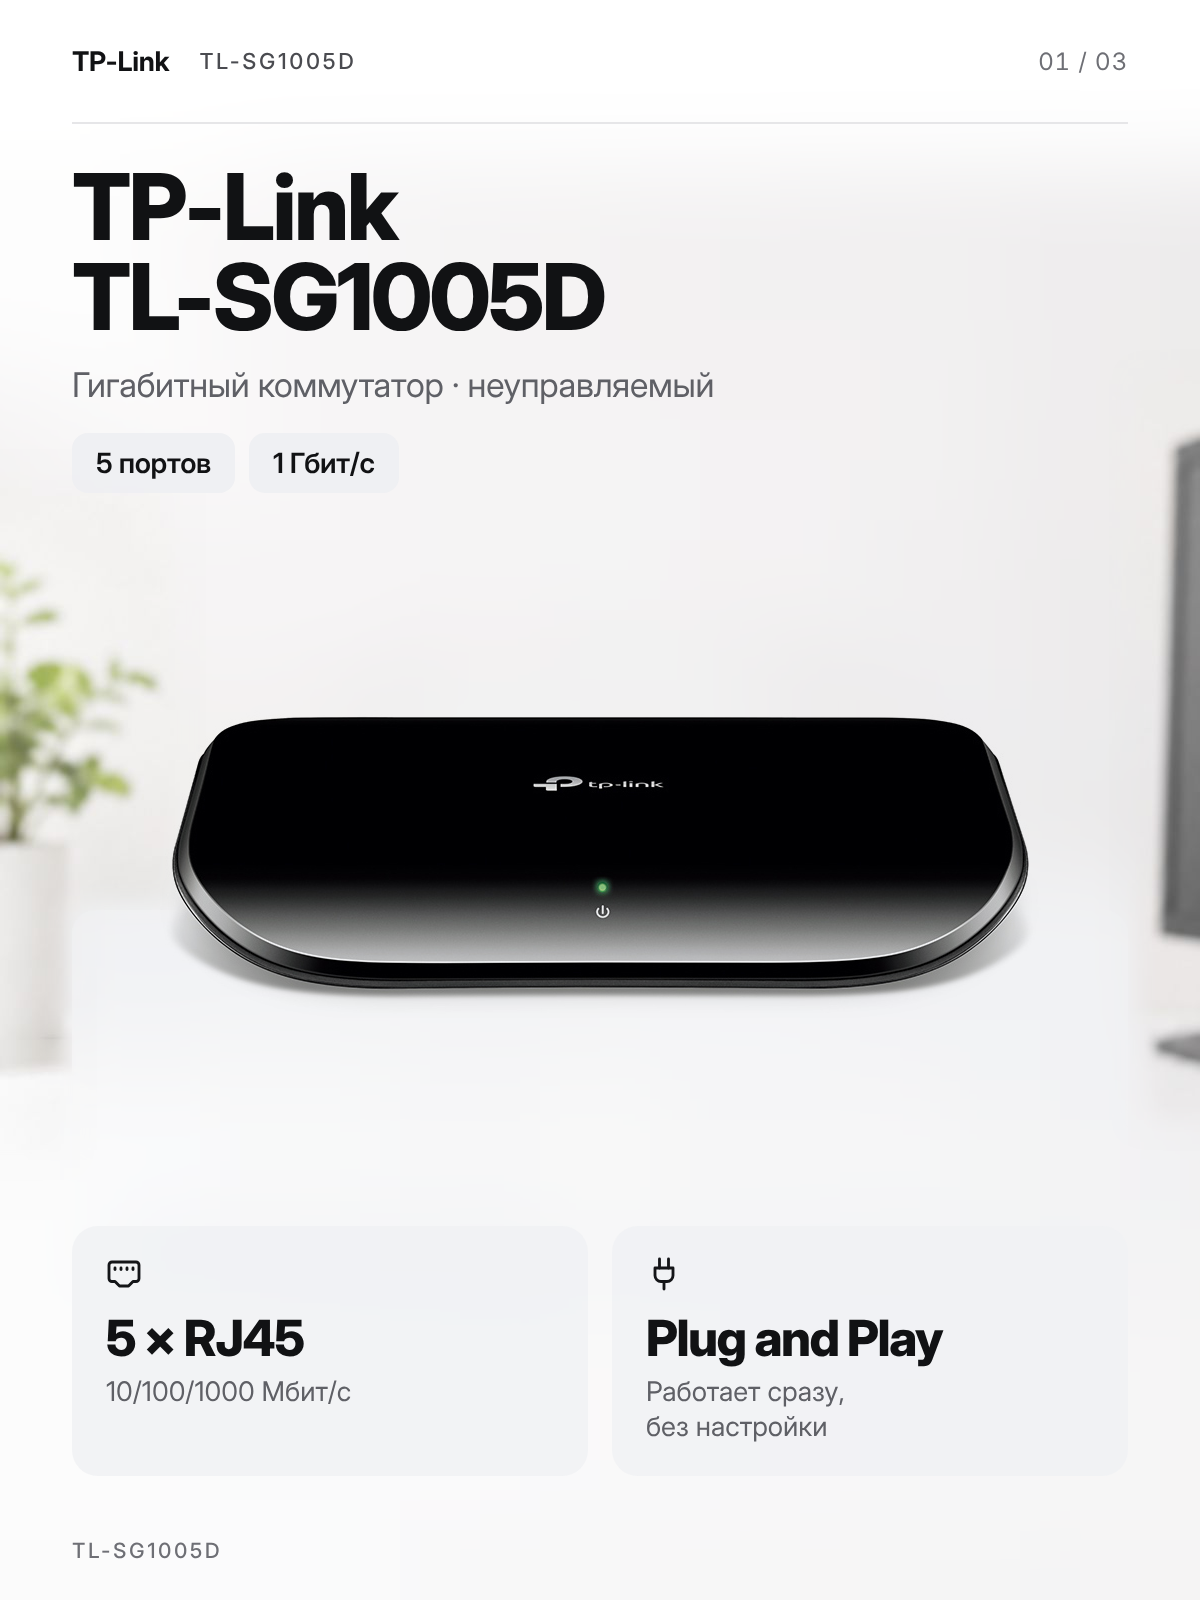 TP-Link TL-SG1005D 01 / 03
TP-Link
TL-SG1005D
Гигабитный коммутатор · неуправляемый
5 портов 1 Гбит/с
tp-link
5 × RJ45
10/100/1000 Мбит/с
Plug and Play
Работает сразу,
без настройки
TL-SG1005D